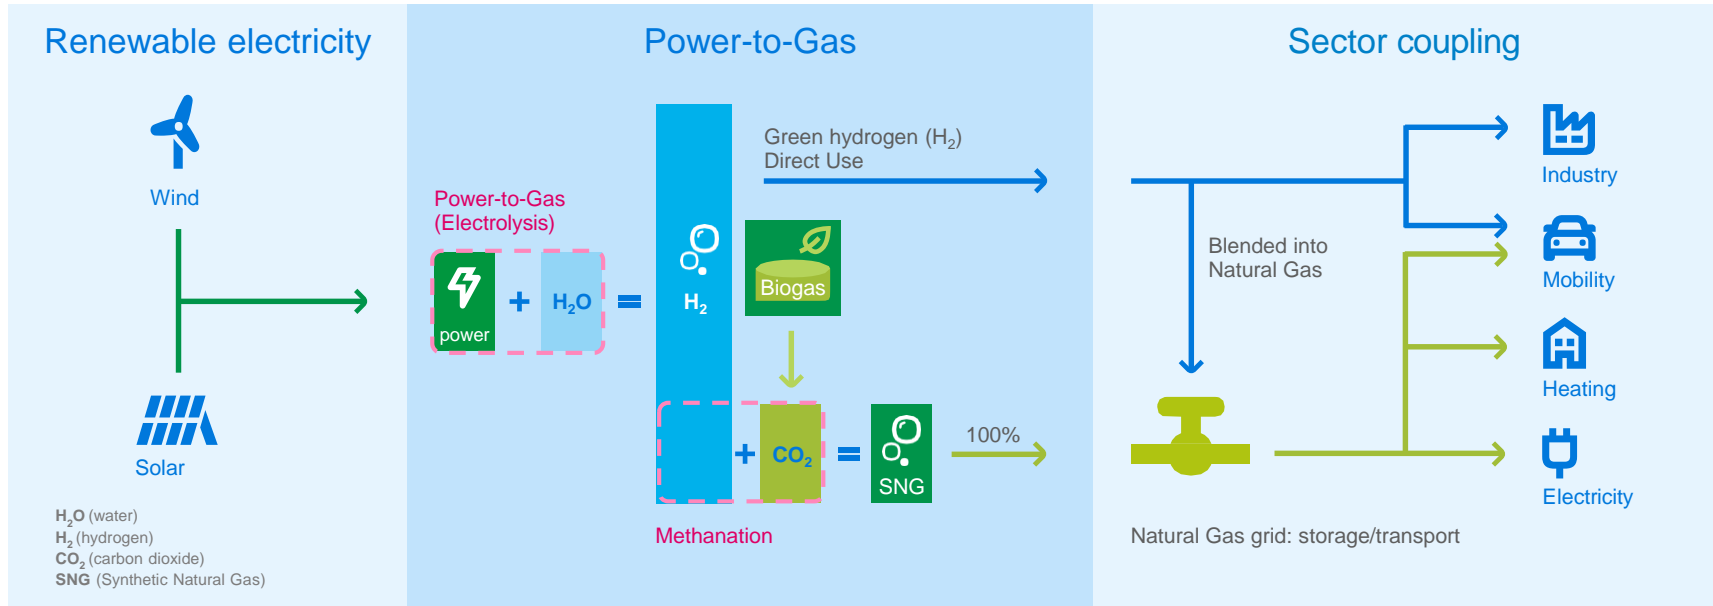 Renewable electricity
Wind
Solar
H₂O (water)
H₂ (hydrogen)
CO₂ (carbon dioxide)
SNG (Synthetic Natural Gas)
Power-to-Gas
Power-to-Gas
(Electrolysis)
power
+
H₂O
=
H₂
Green hydrogen (H₂)
Direct Use
Biogas
+
CO₂
=
SNG
100%
Methanation
Sector coupling
Blended into
Natural Gas
Industry
Mobility
Heating
Electricity
Natural Gas grid: storage/transport